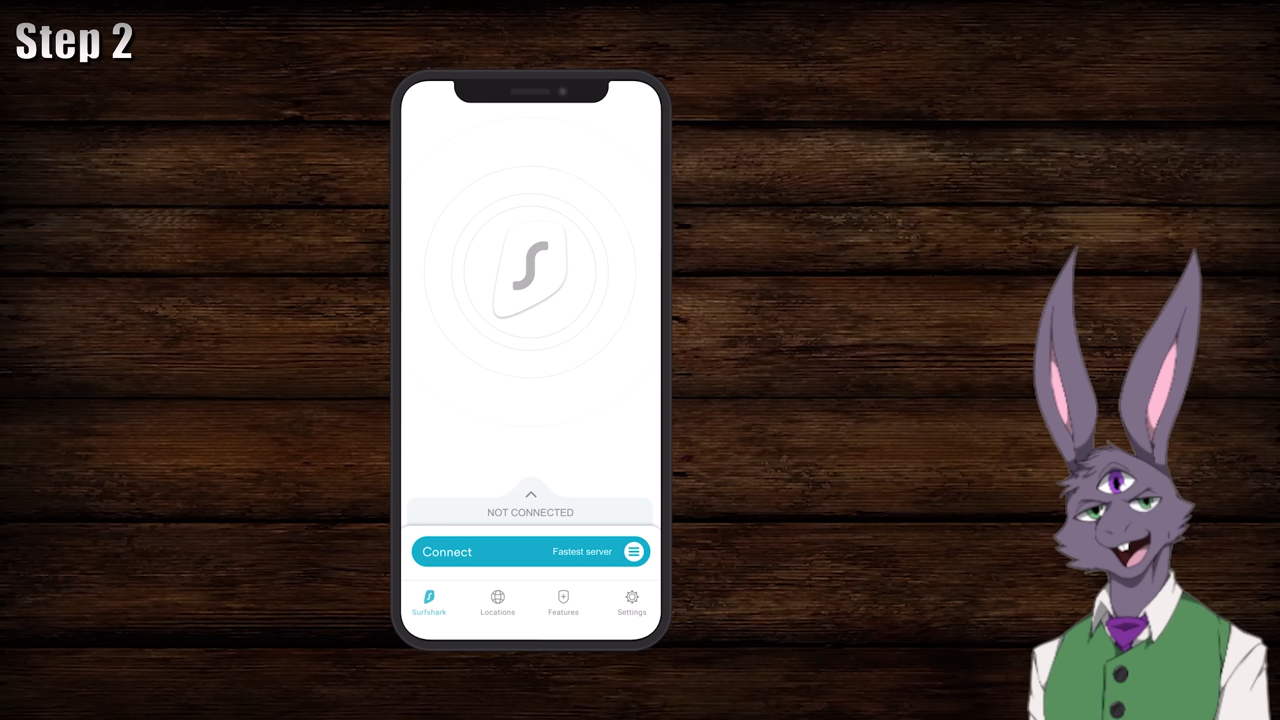 Step 2
NOT CONNECTED
Connect Fastest server
Surfshark Locations Features Settings